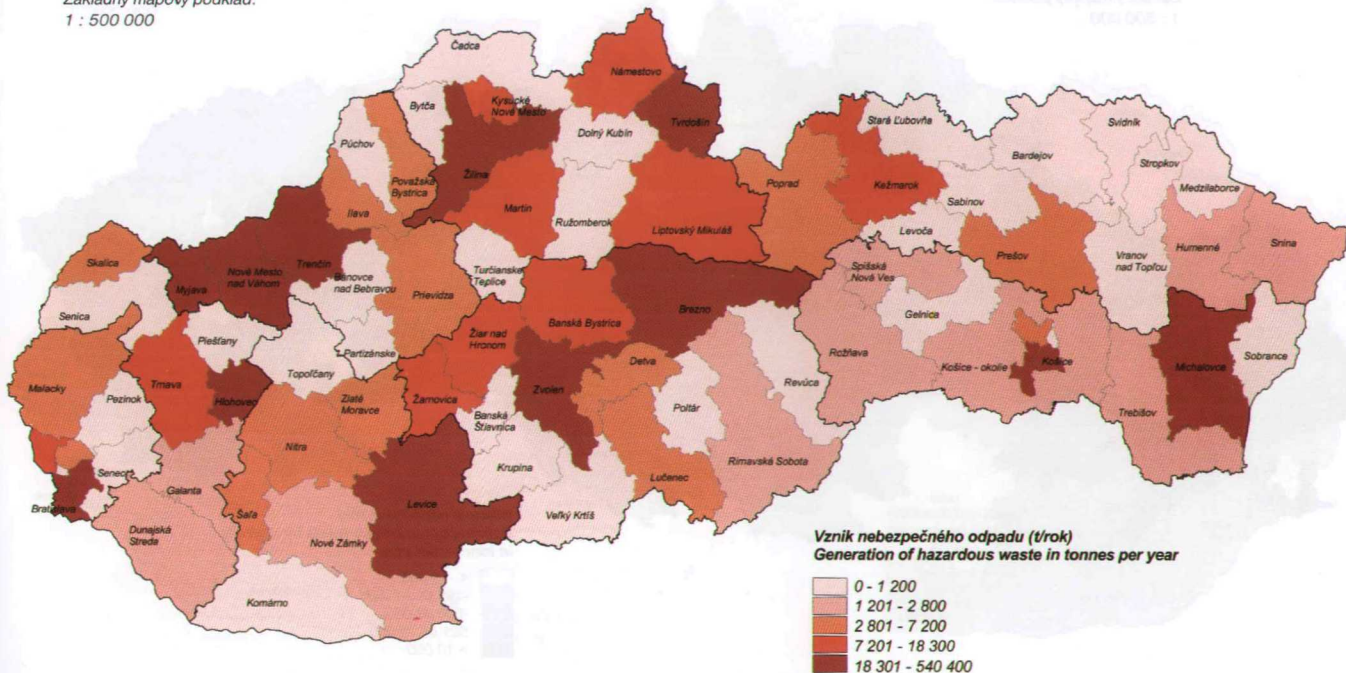 Základný mapový podklad:
1 : 500 000
Čadca
Námestovo
Bytča
Kysucké
Nové Mesto
Tvrdošín
Dolný Kubín
Stará Ľubovňa
Svidník
Bardejov
Stropkov
Medzilaborce
Púchov
Považská
Bystrica
Žilina
Poprad
Kežmarok
Sabinov
Ilava
Martin
Ružomberok
Liptovský Mikuláš
Levoča
Prešov
Vranov
nad Topľou
Humenné
Snina
Skalica
Myjava
Nové Mesto
nad Váhom
Trenčín
Bánovce
nad Bebravou
Prievidza
Turčianske
Teplice
Spišská
Nová Ves
Gelnica
Senica
Piešťany
Partizánske
Topoľčany
Žiar nad
Hronom
Banská Bystrica
Brezno
Rožňava
Košice - okolie
Košice
Michalovce
Sobrance
Malacky
Pezinok
Trnava
Hlohovec
Zlaté
Moravce
Žarnovica
Zvolen
Detva
Revúca
Poltár
Trebišov
Banská
Štiavnica
Krupina
Nitra
Lučenec
Rimavská Sobota
Senec
Galanta
Bratislava
Šaľa
Levice
Veľký Krtíš
Dunajská
Streda
Nové Zámky
Komárno
Vznik nebezpečného odpadu (t/rok)
Generation of hazardous waste in tonnes per year
0 - 1 200
1 201 - 2 800
2 801 - 7 200
7 201 - 18 300
18 301 - 540 400